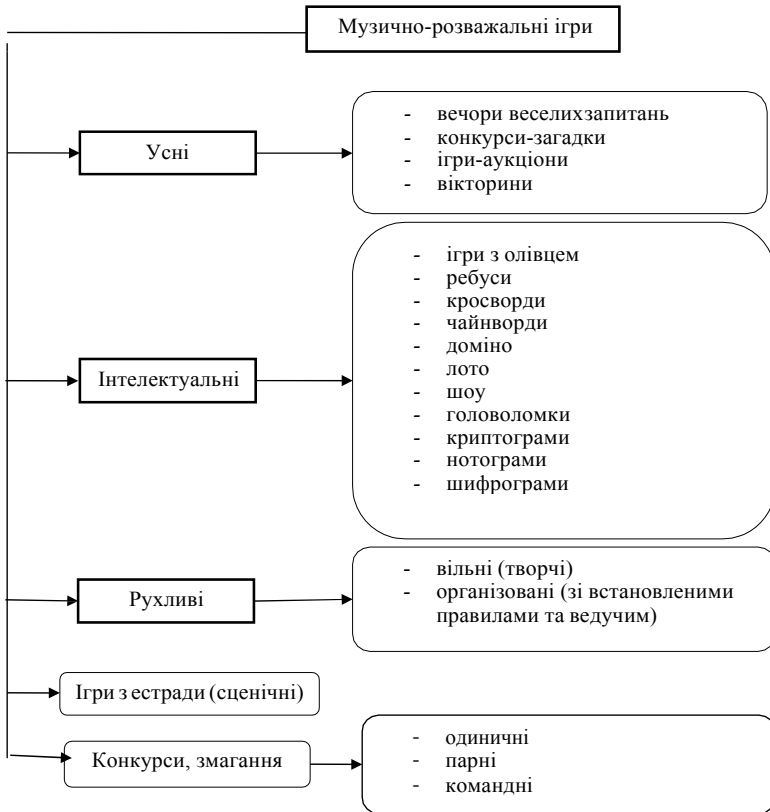 Музично-розважальні ігри
Усні
- вечори веселихзапитань
- конкурси-загадки
- ігри-аукціони
- вікторини
Інтелектуальні
- ігри з олівцем
- ребуси
- кросворди
- чайнворди
- доміно
- лото
- шоу
- головоломки
- криптограми
- нотограми
- шифрограми
Рухливі
- вільні (творчі)
- організовані (зі встановленими
правилами та ведучим)
Ігри з естради (сценічні)
Конкурси, змагання
- одиничні
- парні
- командні